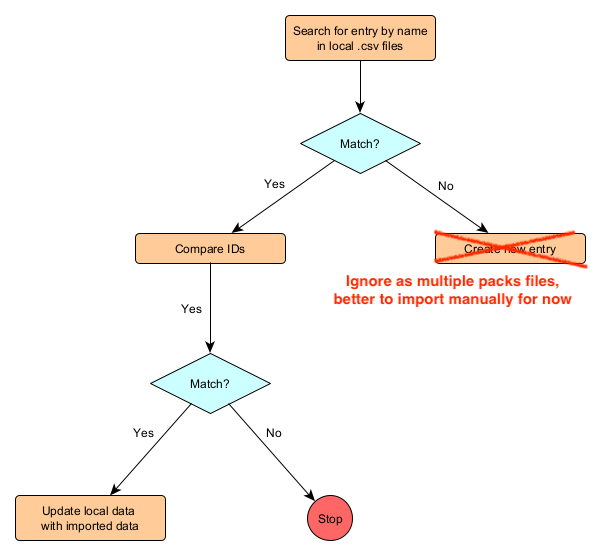 Search for entry by name
in local .csv files
Match?
Yes
No
Compare IDs
Create new entry
Ignore as multiple packs files,
better to import manually for now
Yes
Match?
Yes
No
Update local data
with imported data
Stop